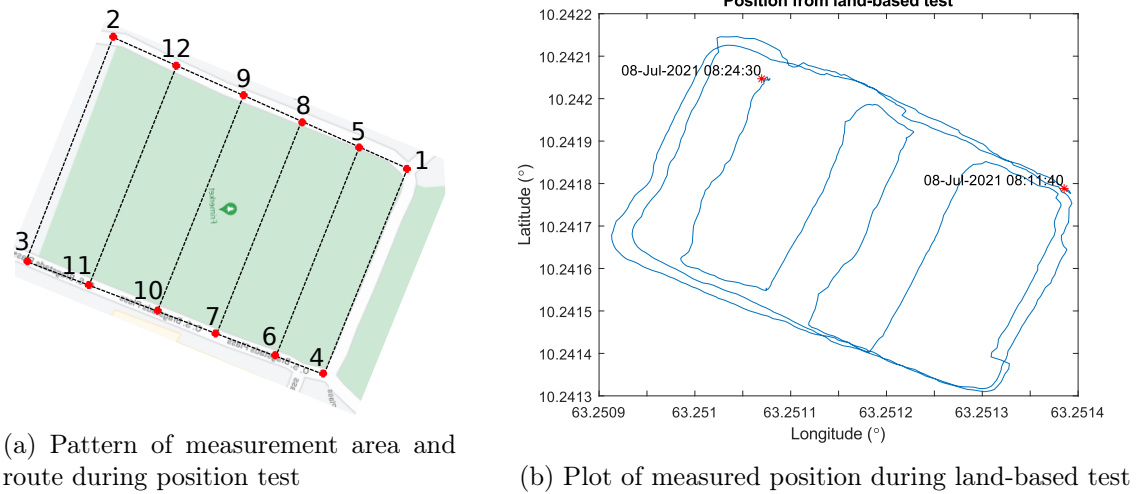 2
12
9
8
5
1
3
11
10
7
6
4
(a) Pattern of measurement area and
route during position test
Position from land-based test
10.2422
10.2421
10.242
10.2419
10.2418
10.2417
10.2416
10.2415
10.2414
10.2413
Latitude (°)
08-Jul-2021 08:24:30
08-Jul-2021 08:11:40
63.2509 63.251 63.2511 63.2512 63.2513 63.2514
Longitude (°)
(b) Plot of measured position during land-based test